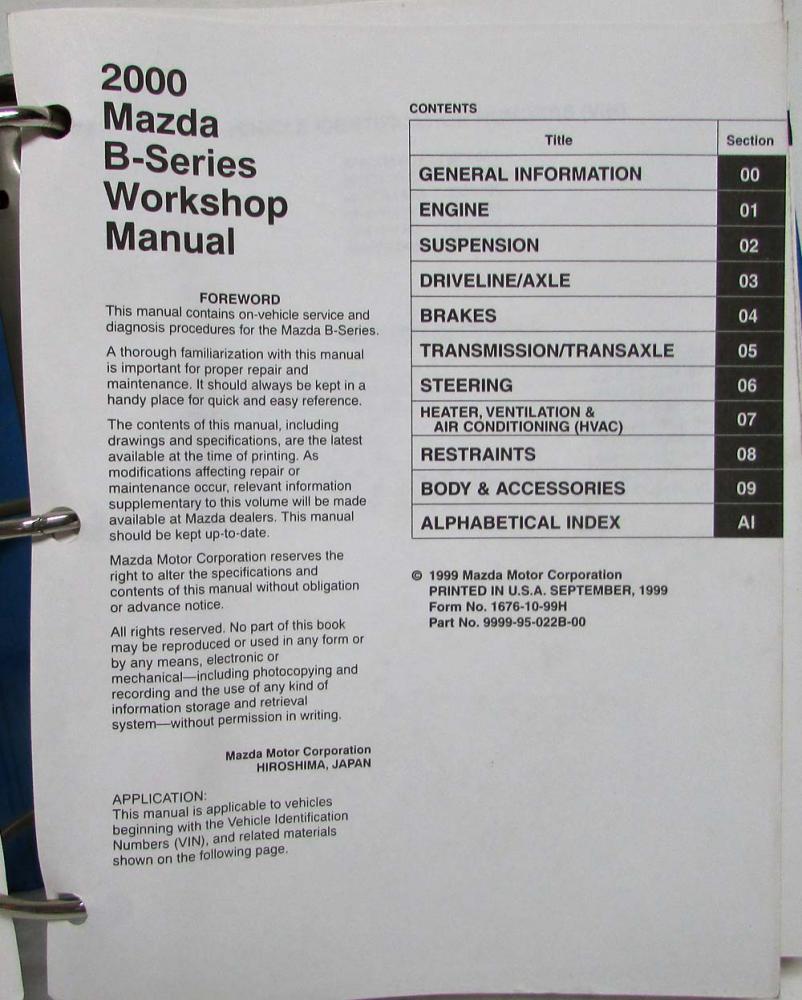 2000
Mazda
B-Series
Workshop
Manual
FOREWORD
This manual contains on-vehicle service and
diagnosis procedures for the Mazda B-Series.
A thorough familiarization with this manual
is important for proper repair and
maintenance. It should always be kept in a
handy place for quick and easy reference.
The contents of this manual, including
drawings and specifications, are the latest
available at the time of printing. As
modifications affecting repair or
maintenance occur, relevant information
supplementary to this volume will be made
available at Mazda dealers. This manual
should be kept up-to-date.
Mazda Motor Corporation reserves the
right to alter the specifications and
contents of this manual without obligation
or advance notice.
All rights reserved. No part of this book
may be reproduced or used in any form or
by any means, electronic or
mechanical—including photocopying and
recording and the use of any kind of
information storage and retrieval
system—without permission in writing.
Mazda Motor Corporation
HIROSHIMA, JAPAN
APPLICATION:
This manual is applicable to vehicles
beginning with the Vehicle Identification
Numbers (VIN), and related materials
shown on the following page.
CONTENTS
Title Section
GENERAL INFORMATION 00
ENGINE 01
SUSPENSION 02
DRIVELINE/AXLE 03
BRAKES 04
TRANSMISSION/TRANSAXLE 05
STEERING 06
HEATER, VENTILATION &
AIR CONDITIONING (HVAC) 07
RESTRAINTS 08
BODY & ACCESSORIES 09
ALPHABETICAL INDEX AI
© 1999 Mazda Motor Corporation
PRINTED IN U.S.A. SEPTEMBER, 1999
Form No. 1676-10-99H
Part No. 9999-95-022B-00